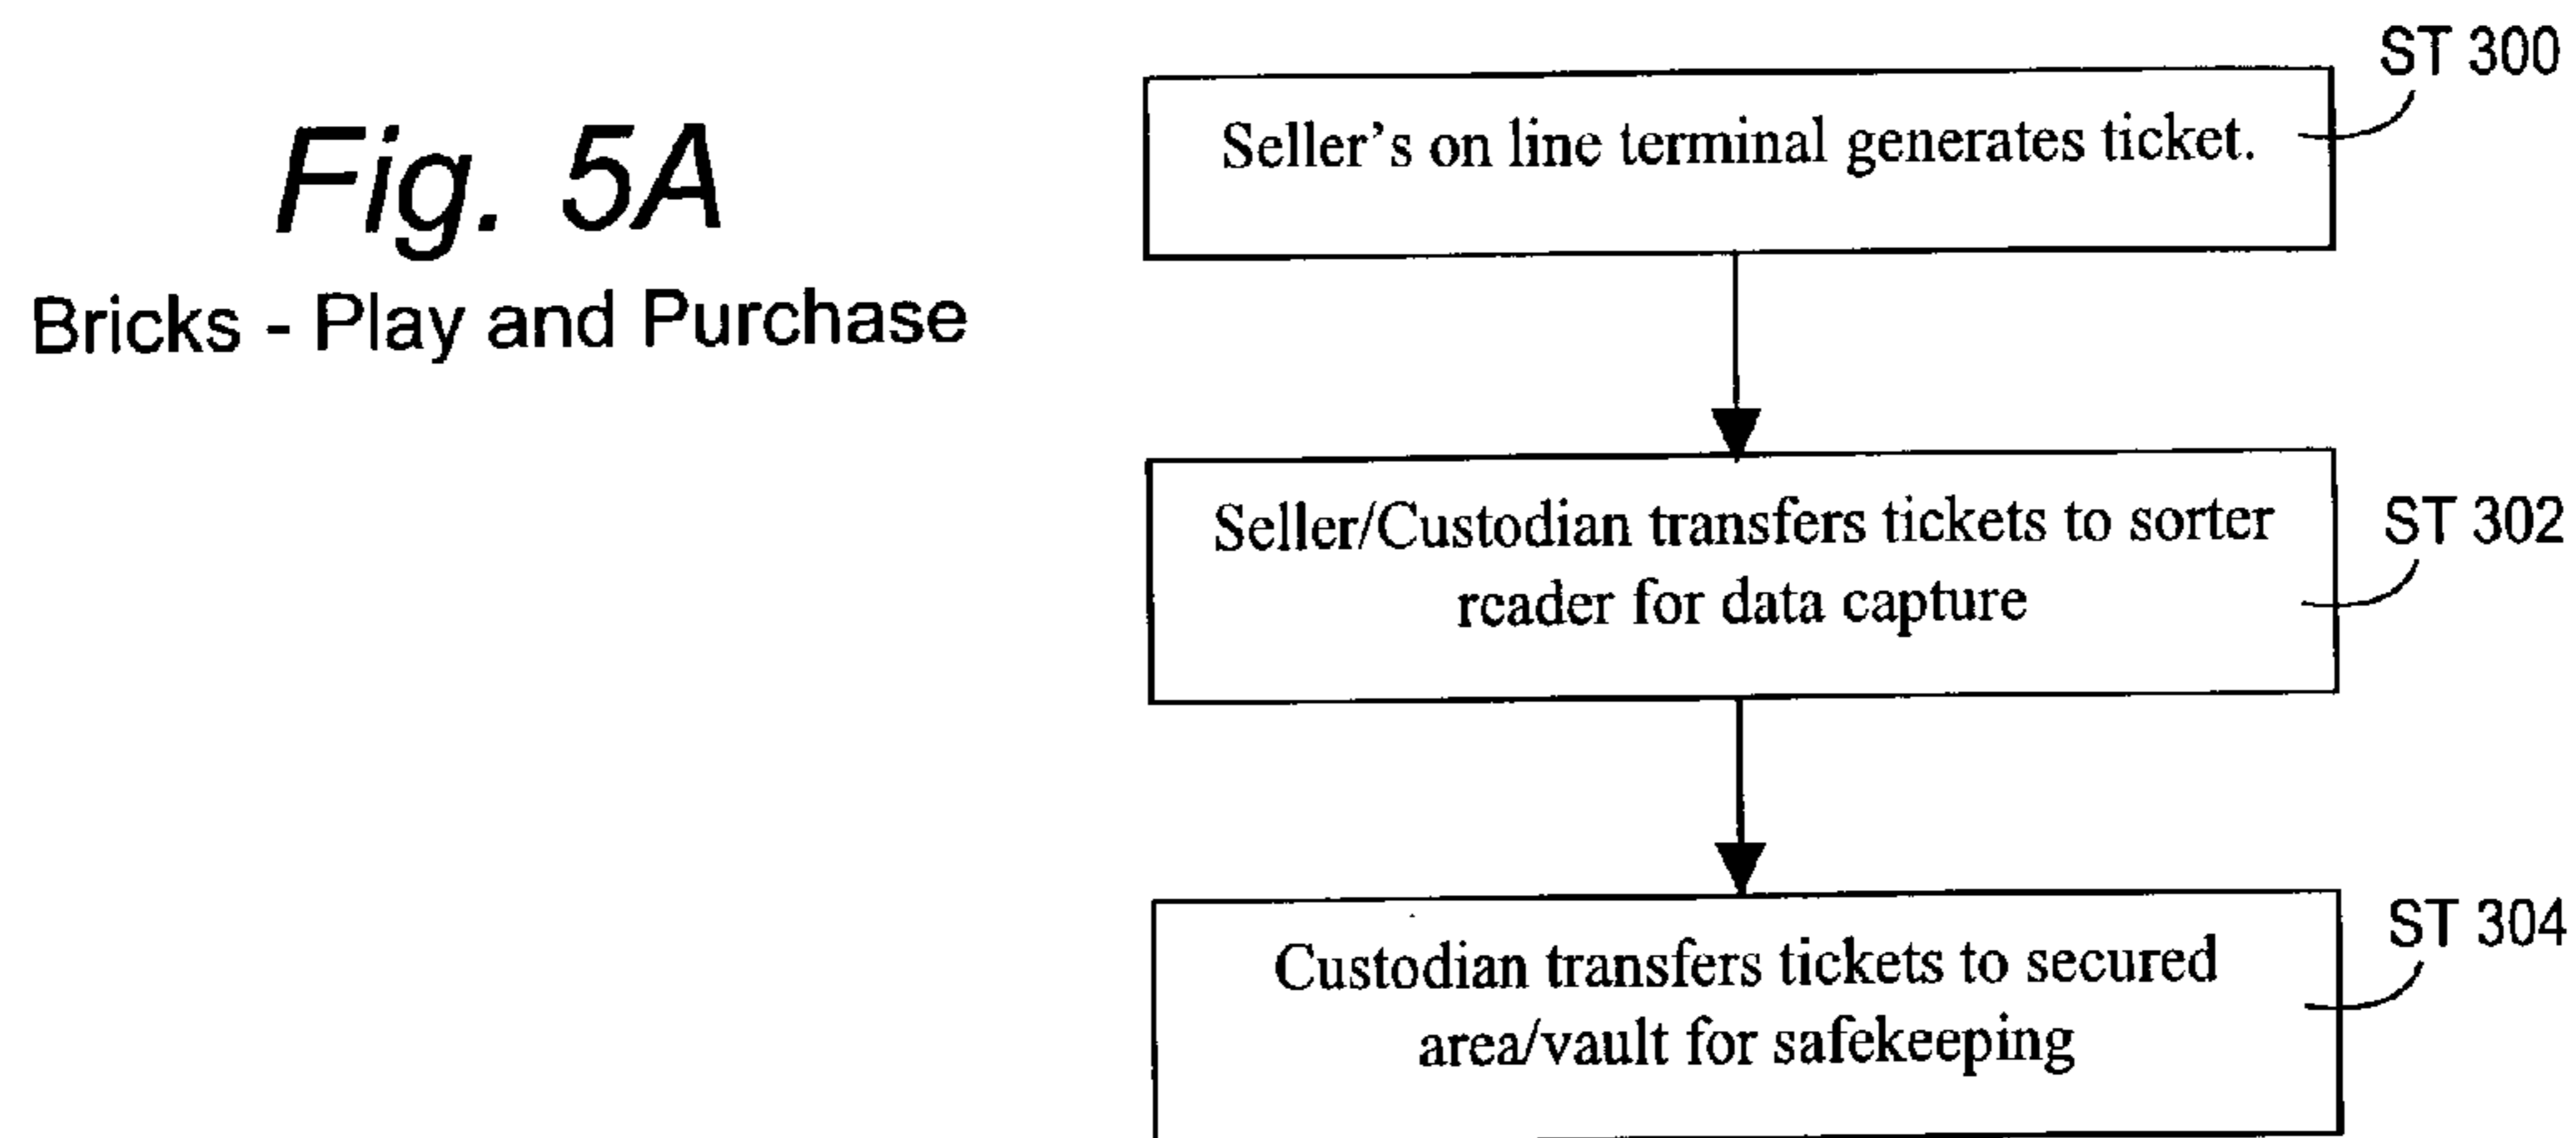 Fig. 5A
Bricks - Play and Purchase
ST 300
Seller's on line terminal generates ticket.
ST 302
Seller/Custodian transfers tickets to sorter
reader for data capture
ST 304
Custodian transfers tickets to secured
area/vault for safekeeping